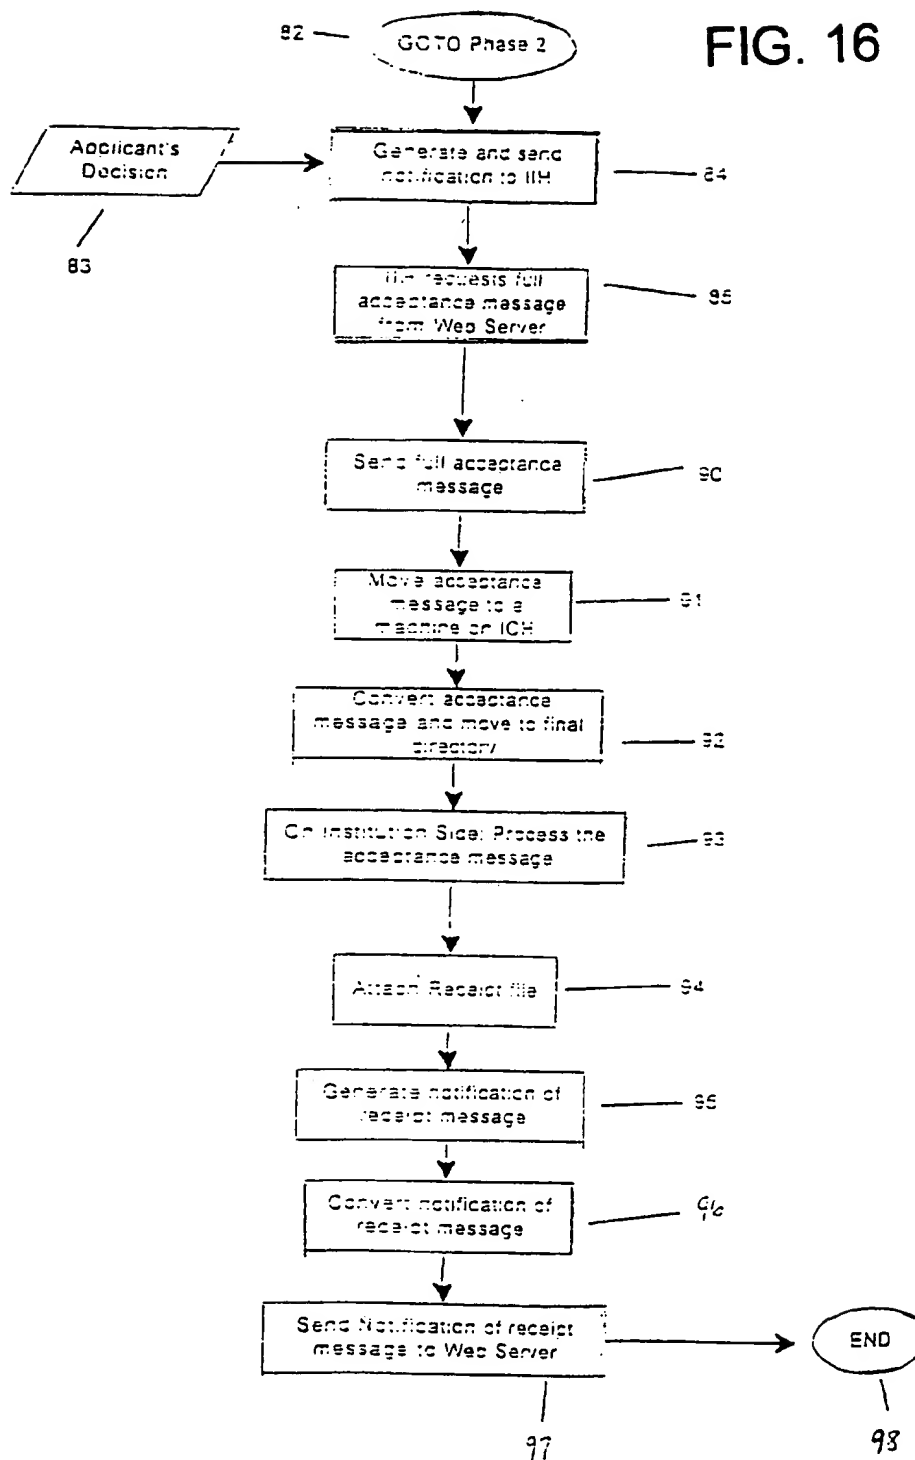 FIG. 16
82
GOTO Phase 2
Applicant's
Decision
83
Generate and send
notification to IIH
84
requests full
acceptance message
from Web Server
Send full acceptance
message
90
Move acceptance
message to a
machine on ICH
91
Convert acceptance
message and move to final
directory
92
On Institution Side: Process the
acceptance message
93
Attach Receipt file
94
Generate notification of
receipt message
95
Convert notification of
receipt message
96
Send Notification of receipt
message to Web Server
97
END
98